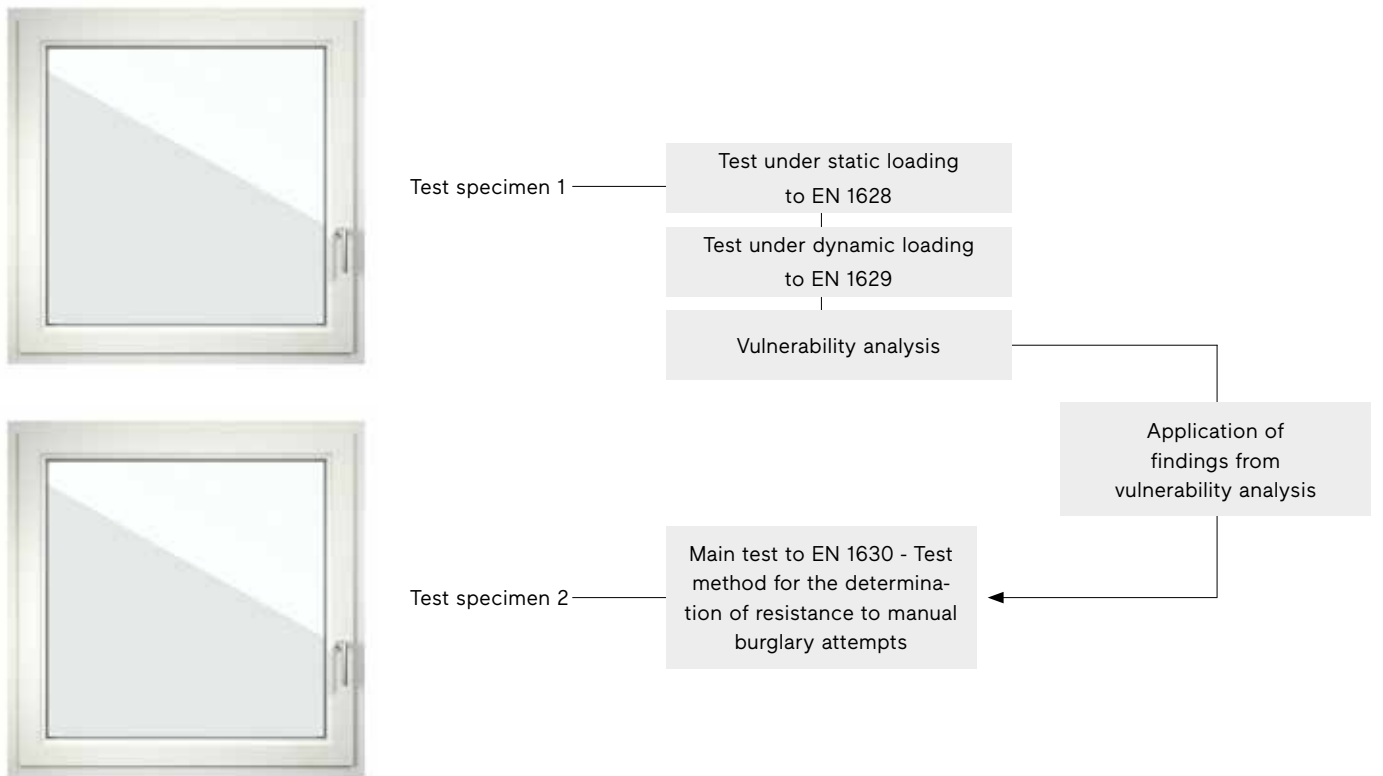 Test specimen 1
Test under static loading
to EN 1628
Test under dynamic loading
to EN 1629
Vulnerability analysis
Application of
findings from
vulnerability analysis
Test specimen 2
Main test to EN 1630 - Test
method for the determina-
tion of resistance to manual
burglary attempts